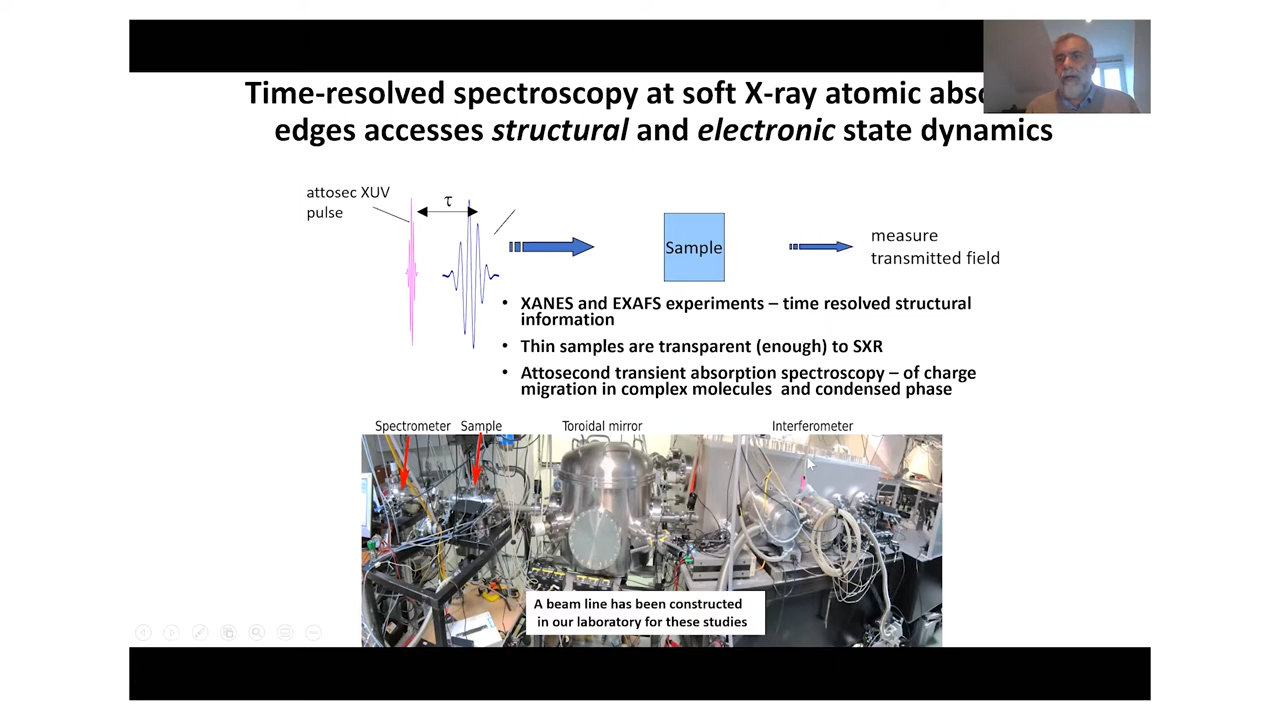 Time-resolved spectroscopy at soft X-ray atomic
edges accesses structural and electronic state dynamics
attosec XUV
pulse
τ
Sample
measure
transmitted field
• XANES and EXAFS experiments – time resolved structural
information
• Thin samples are transparent (enough) to SXR
• Attosecond transient absorption spectroscopy – of charge
migration in complex molecules and condensed phase
Spectrometer Sample Toroidal mirror Interferometer
A beam line has been constructed
in our laboratory for these studies